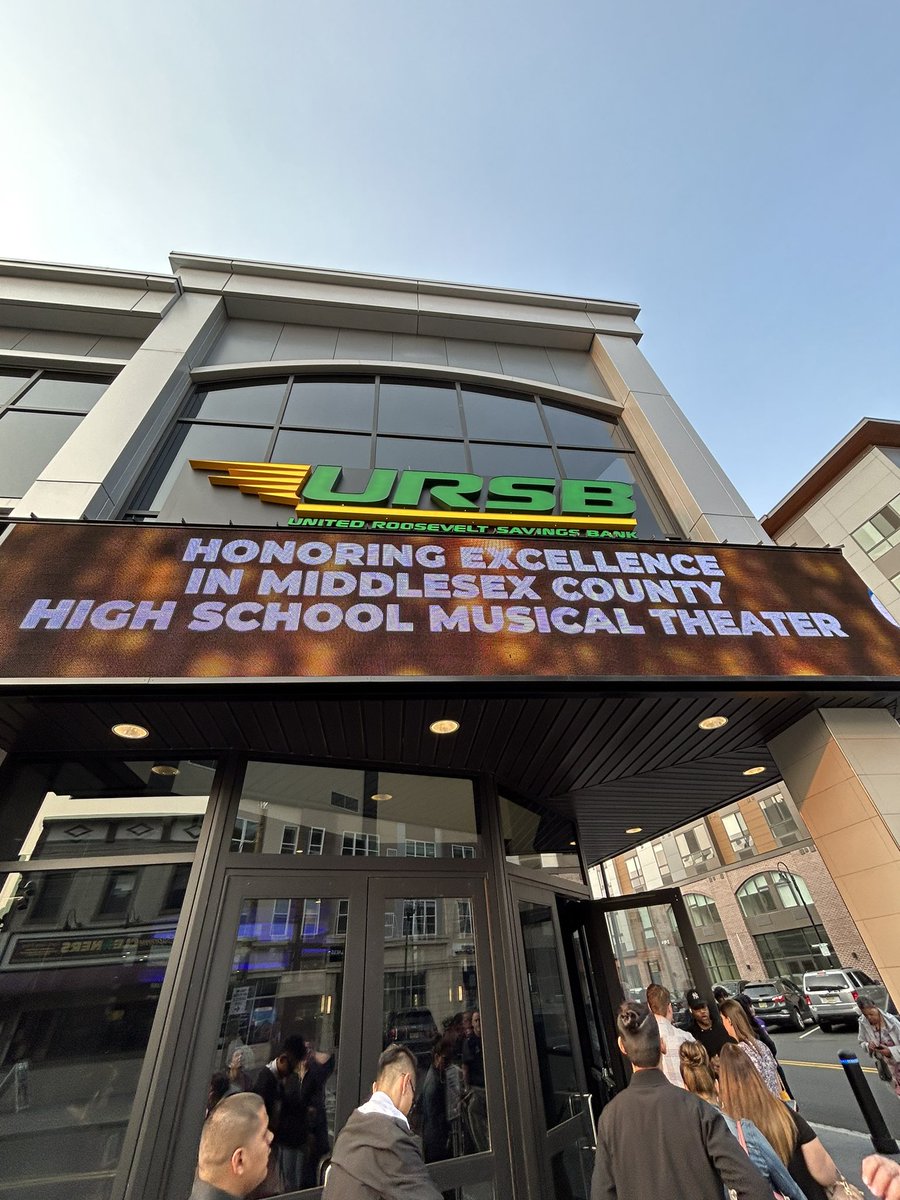 URSB
UNITED ROOSEVELT SAVINGS BANK
HONORING EXCELLENCE
IN MIDDLESEX COUNTY
HIGH SCHOOL MUSICAL THEATER